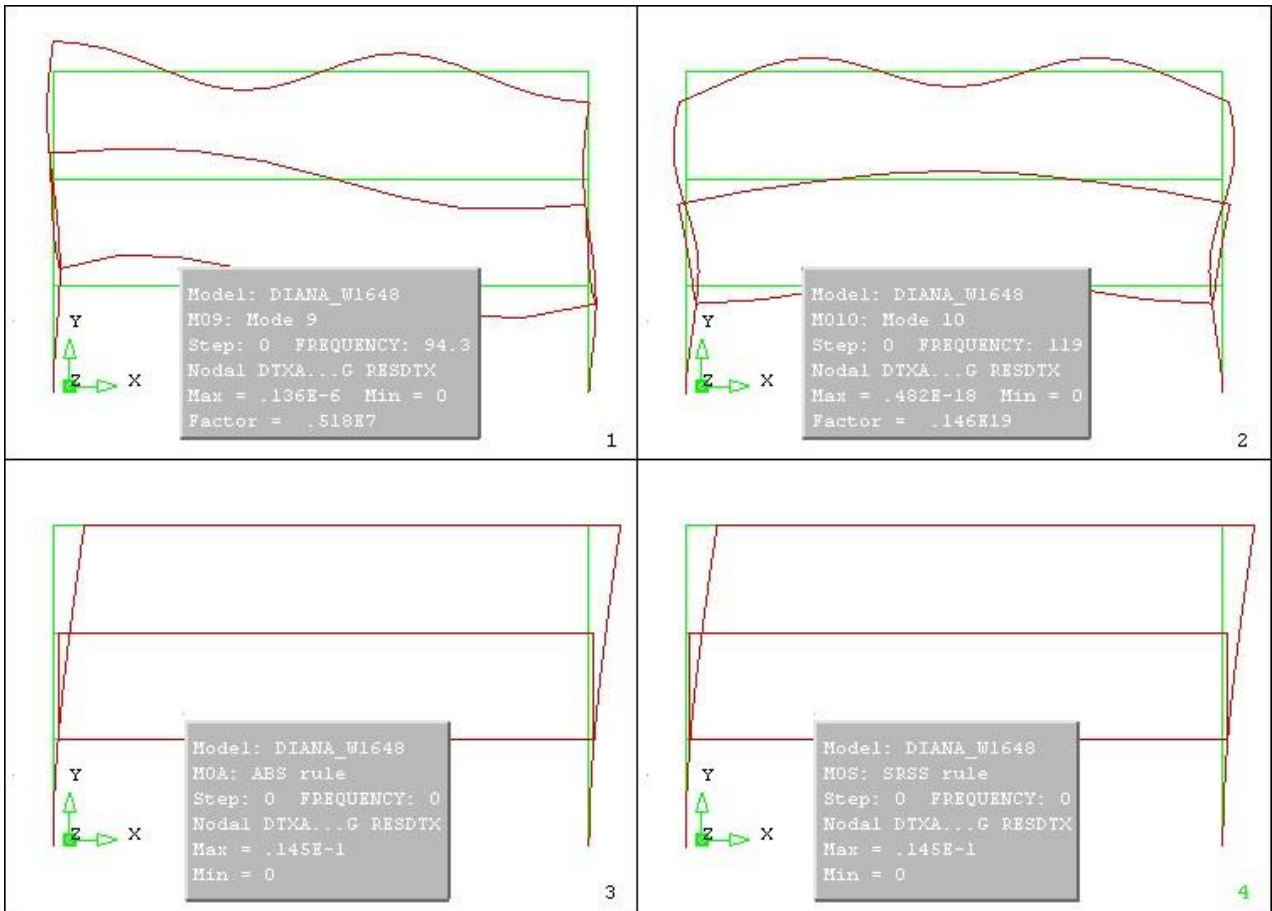 Model: DIANA_W1648
MO9: Mode 9
Step: 0 FREQUENCY: 94.3
Nodal DTXA...G RESDTX
Max = .136E-6 Min = 0
Factor = .518E7
Y
Z X
1
Model: DIANA_W1648
MO10: Mode 10
Step: 0 FREQUENCY: 119
Nodal DTXA...G RESDTX
Max = .482E-18 Min = 0
Factor = .146E19
Y
Z X
2
Model: DIANA_W1648
MOA: ABS rule
Step: 0 FREQUENCY: 0
Nodal DTXA...G RESDTX
Max = .145E-1
Min = 0
Y
Z X
3
Model: DIANA_W1648
MOS: SRSS rule
Step: 0 FREQUENCY: 0
Nodal DTXA...G RESDTX
Max = .145E-1
Min = 0
Y
Z X
4